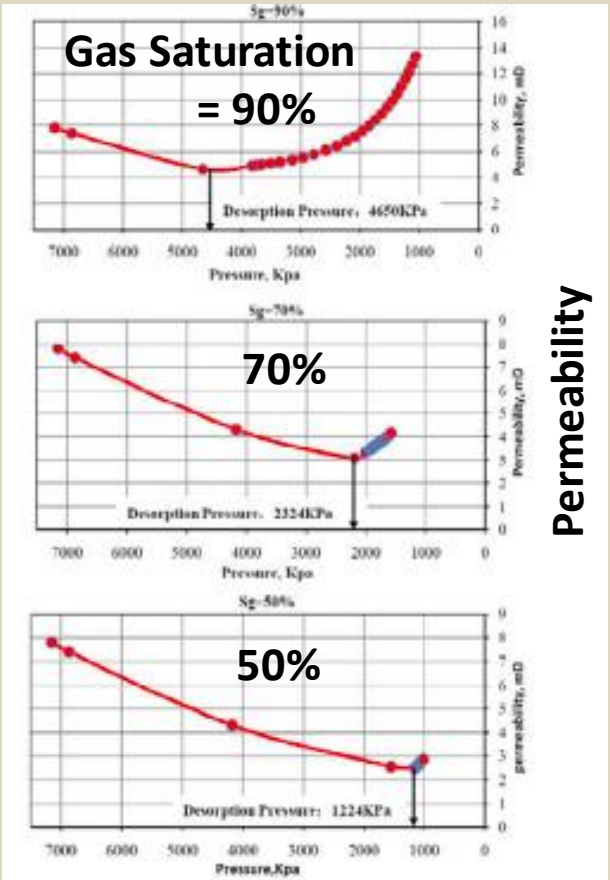 Sg=90%
Gas Saturation
= 90%
16
14
12
10
8
6
4
2
0
Permeability, mD
Desorption Pressure, 4650KPa
7000 6000 5000 4000 3000 2000 1000 0
Pressure, Kpa
Sg=70%
70%
9
8
7
6
5
4
3
2
1
0
Permeability, mD
Desorption Pressure, 2324KPa
7000 6000 5000 4000 3000 2000 1000 0
Pressure, Kpa
Sg=50%
50%
9
8
7
6
5
4
3
2
1
0
permeability, mD
Desorption Pressure: 1224KPa
7000 6000 5000 4000 3000 2000 1000 0
Pressure,Kpa
Permeability